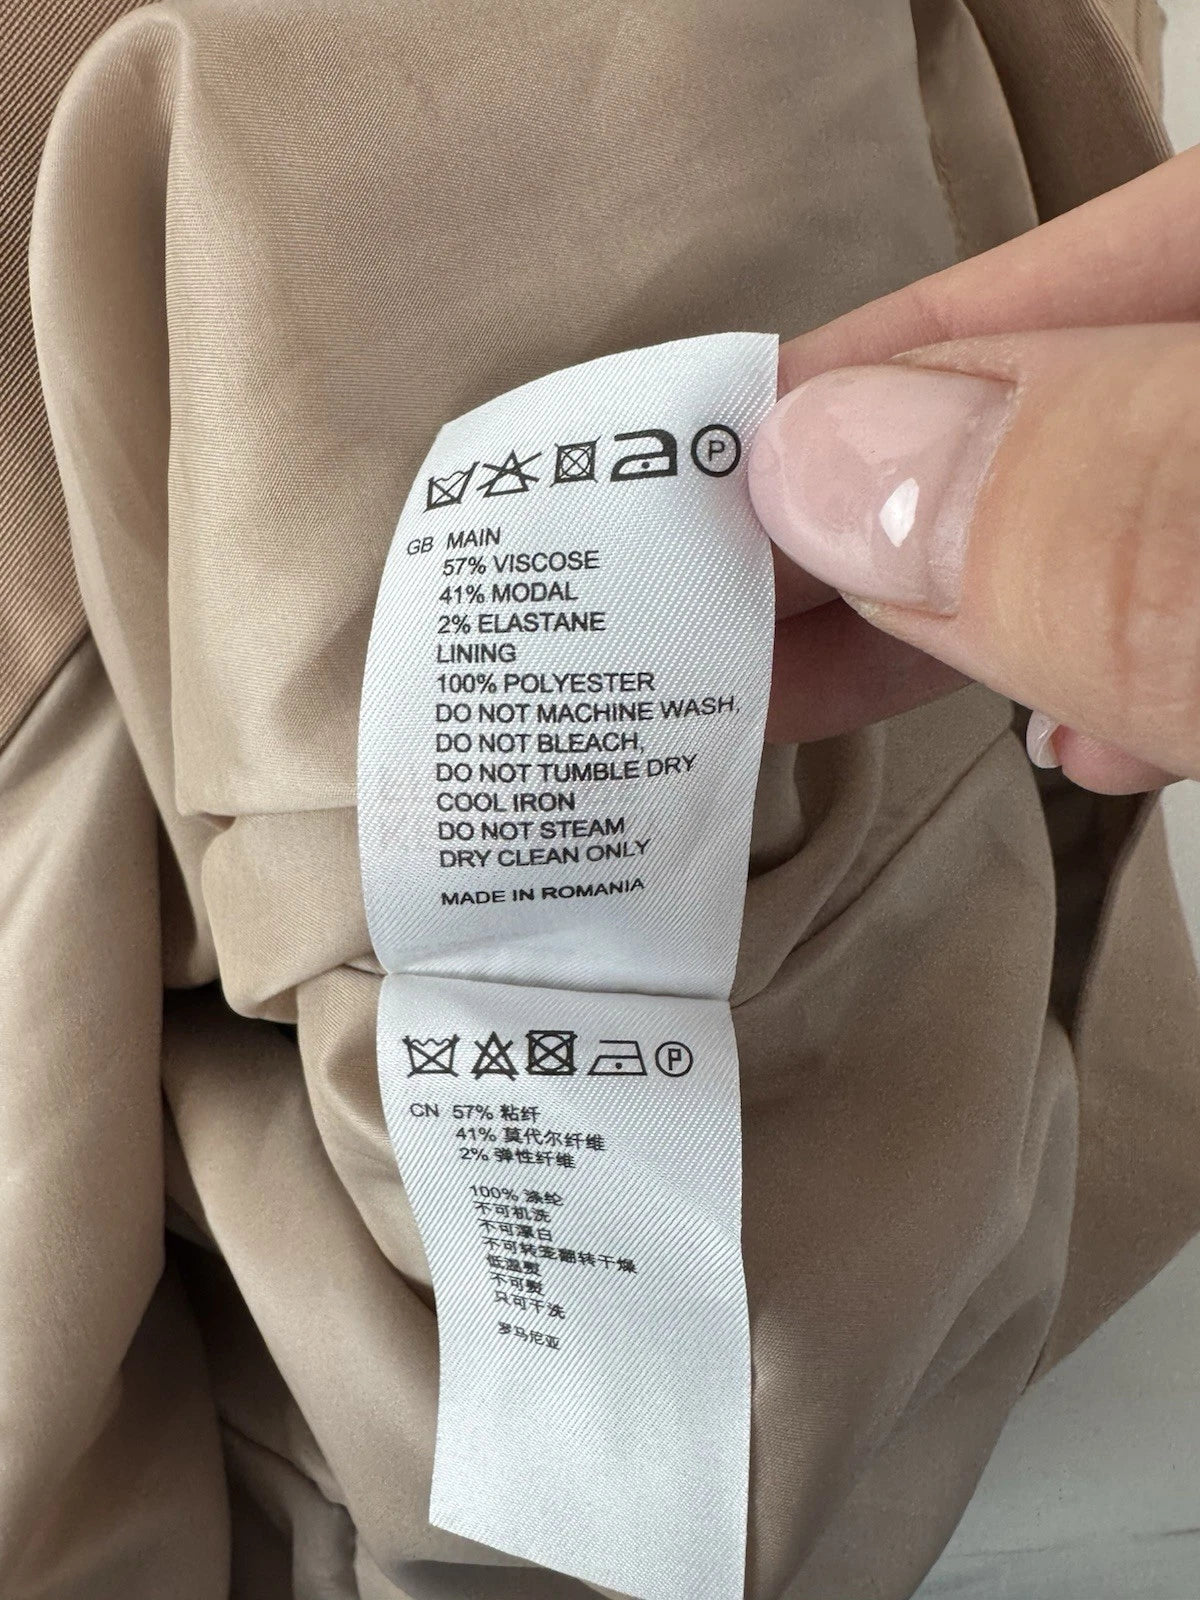 P
GB MAIN
57% VISCOSE
41% MODAL
2% ELASTANE
LINING
100% POLYESTER
DO NOT MACHINE WASH,
DO NOT BLEACH,
DO NOT TUMBLE DRY
COOL IRON
DO NOT STEAM
DRY CLEAN ONLY
MADE IN ROMANIA
P
CN 57% 粘纤
41% 莫代尔纤维
2% 弹性纤维
100% 涤纶
不可机洗
不可漂白
不可转笼翻转干燥
低温熨
不可熨
只可干洗
罗马尼亚